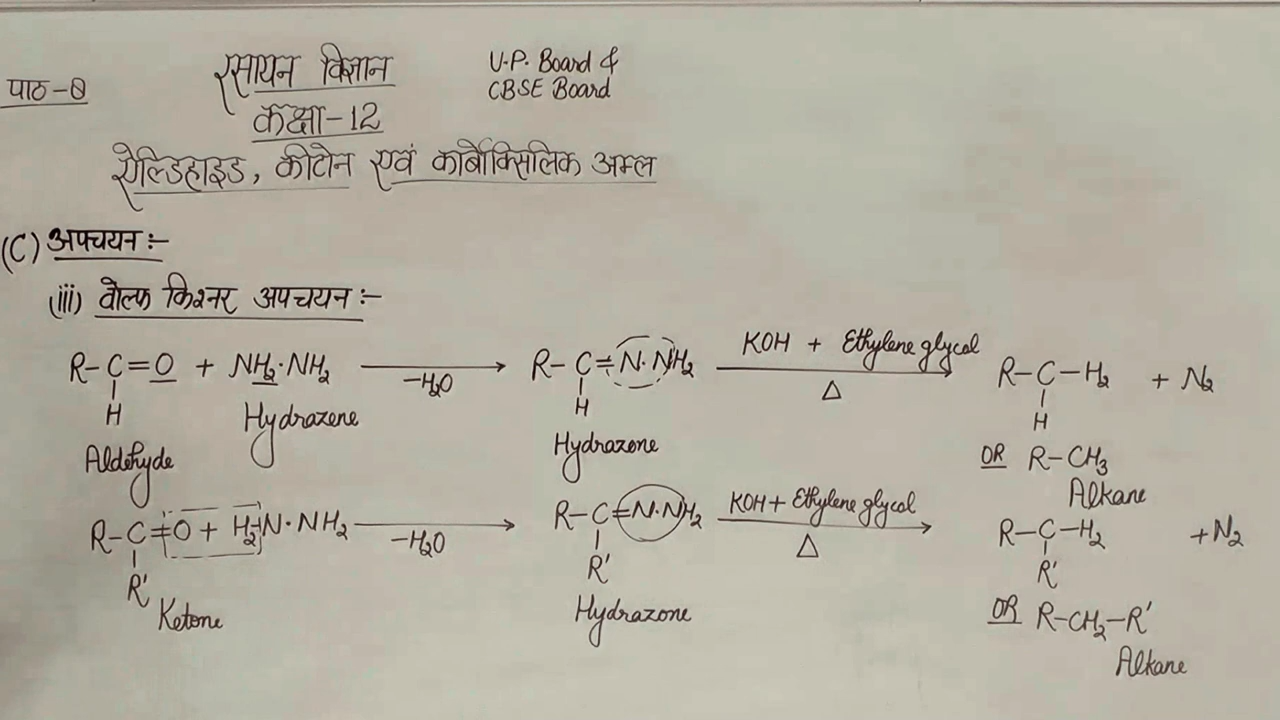 रसायन विज्ञान U.P. Board &
पाठ-8 CBSE Board
कक्षा-12
ऐल्डिहाइड, कीटोन एवं कार्बोक्सिलिक अम्ल
(C) अपचयन :-
(iii) वोल्फ किश्नर अपचयन :-
KOH + Ethylene glycol
R-C=O + NH₂·NH₂ → R-C=N·NH₂ → R-C-H₂ + N₂
-H₂O Δ
H H H
Hydrazene Hydrazone
Aldehyde OR R-CH₃
Alkane
KOH + Ethylene glycol
R-C=O + H₂N·NH₂ → R-C=N·NH₂ → R-C-H₂ + N₂
-H₂O Δ
R' R' R'
Ketone Hydrazone OR R-CH₂-R'
Alkane